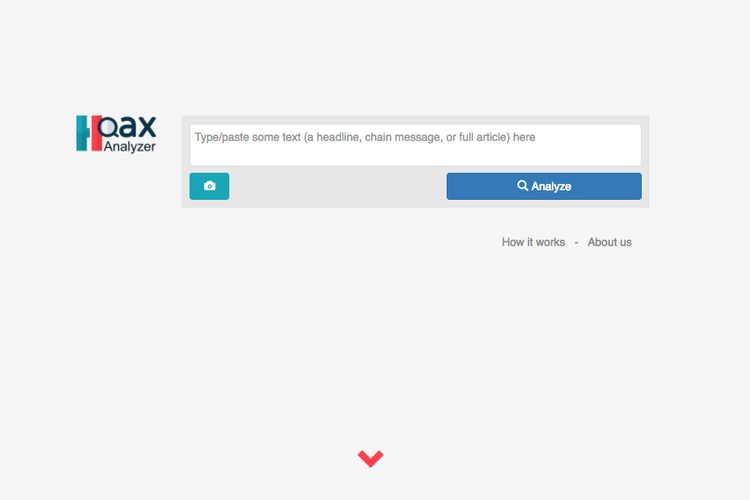 Hoax
Analyzer
Type/paste some text (a headline, chain message, or full article) here
Analyze
How it works - About us